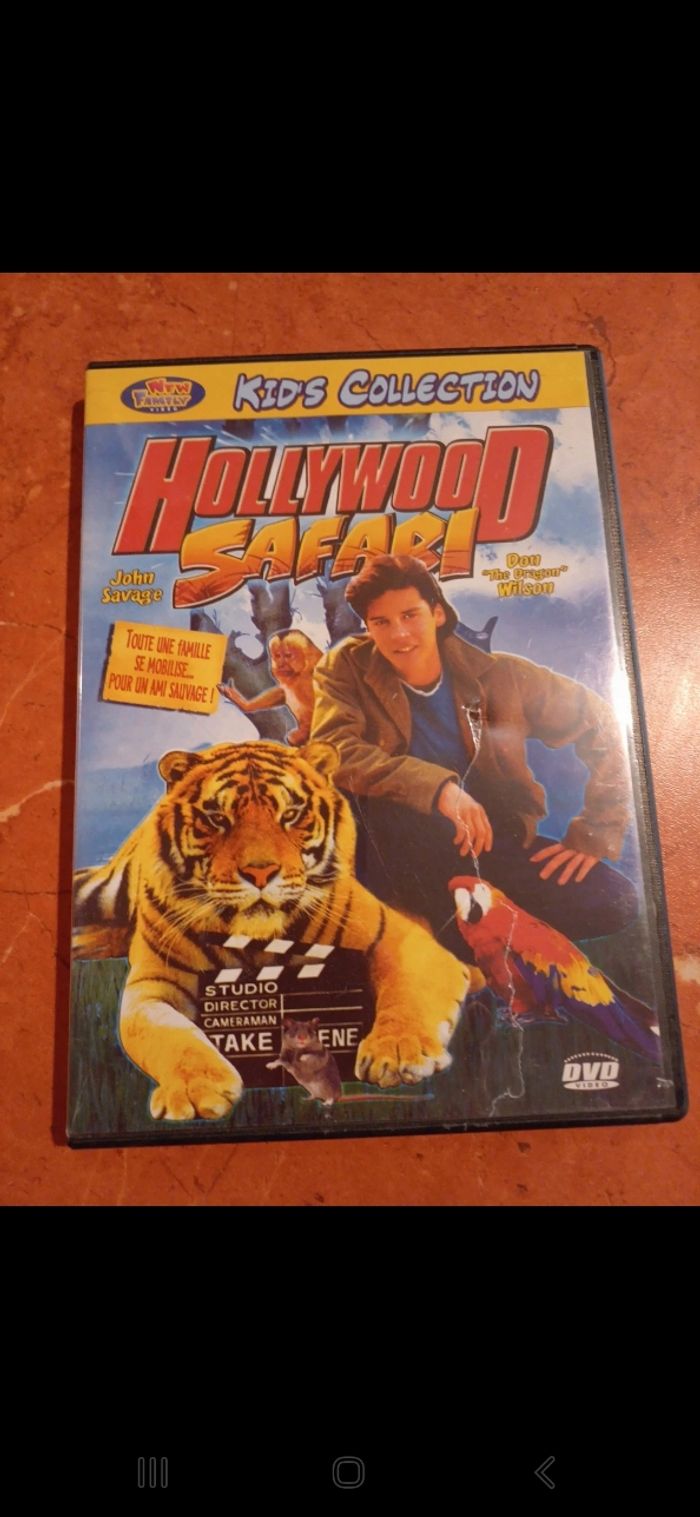 NEW
FAMILY
VIDEO
KID'S COLLECTION
HOLLYWOOD
SAFARI
John
Savage
Don
"The Dragon"
Wilson
TOUTE UNE FAMILLE
SE MOBILISE...
POUR UN AMI SAUVAGE !
STUDIO
DIRECTOR
CAMERAMAN
TAKE ENE
DVD
VIDEO